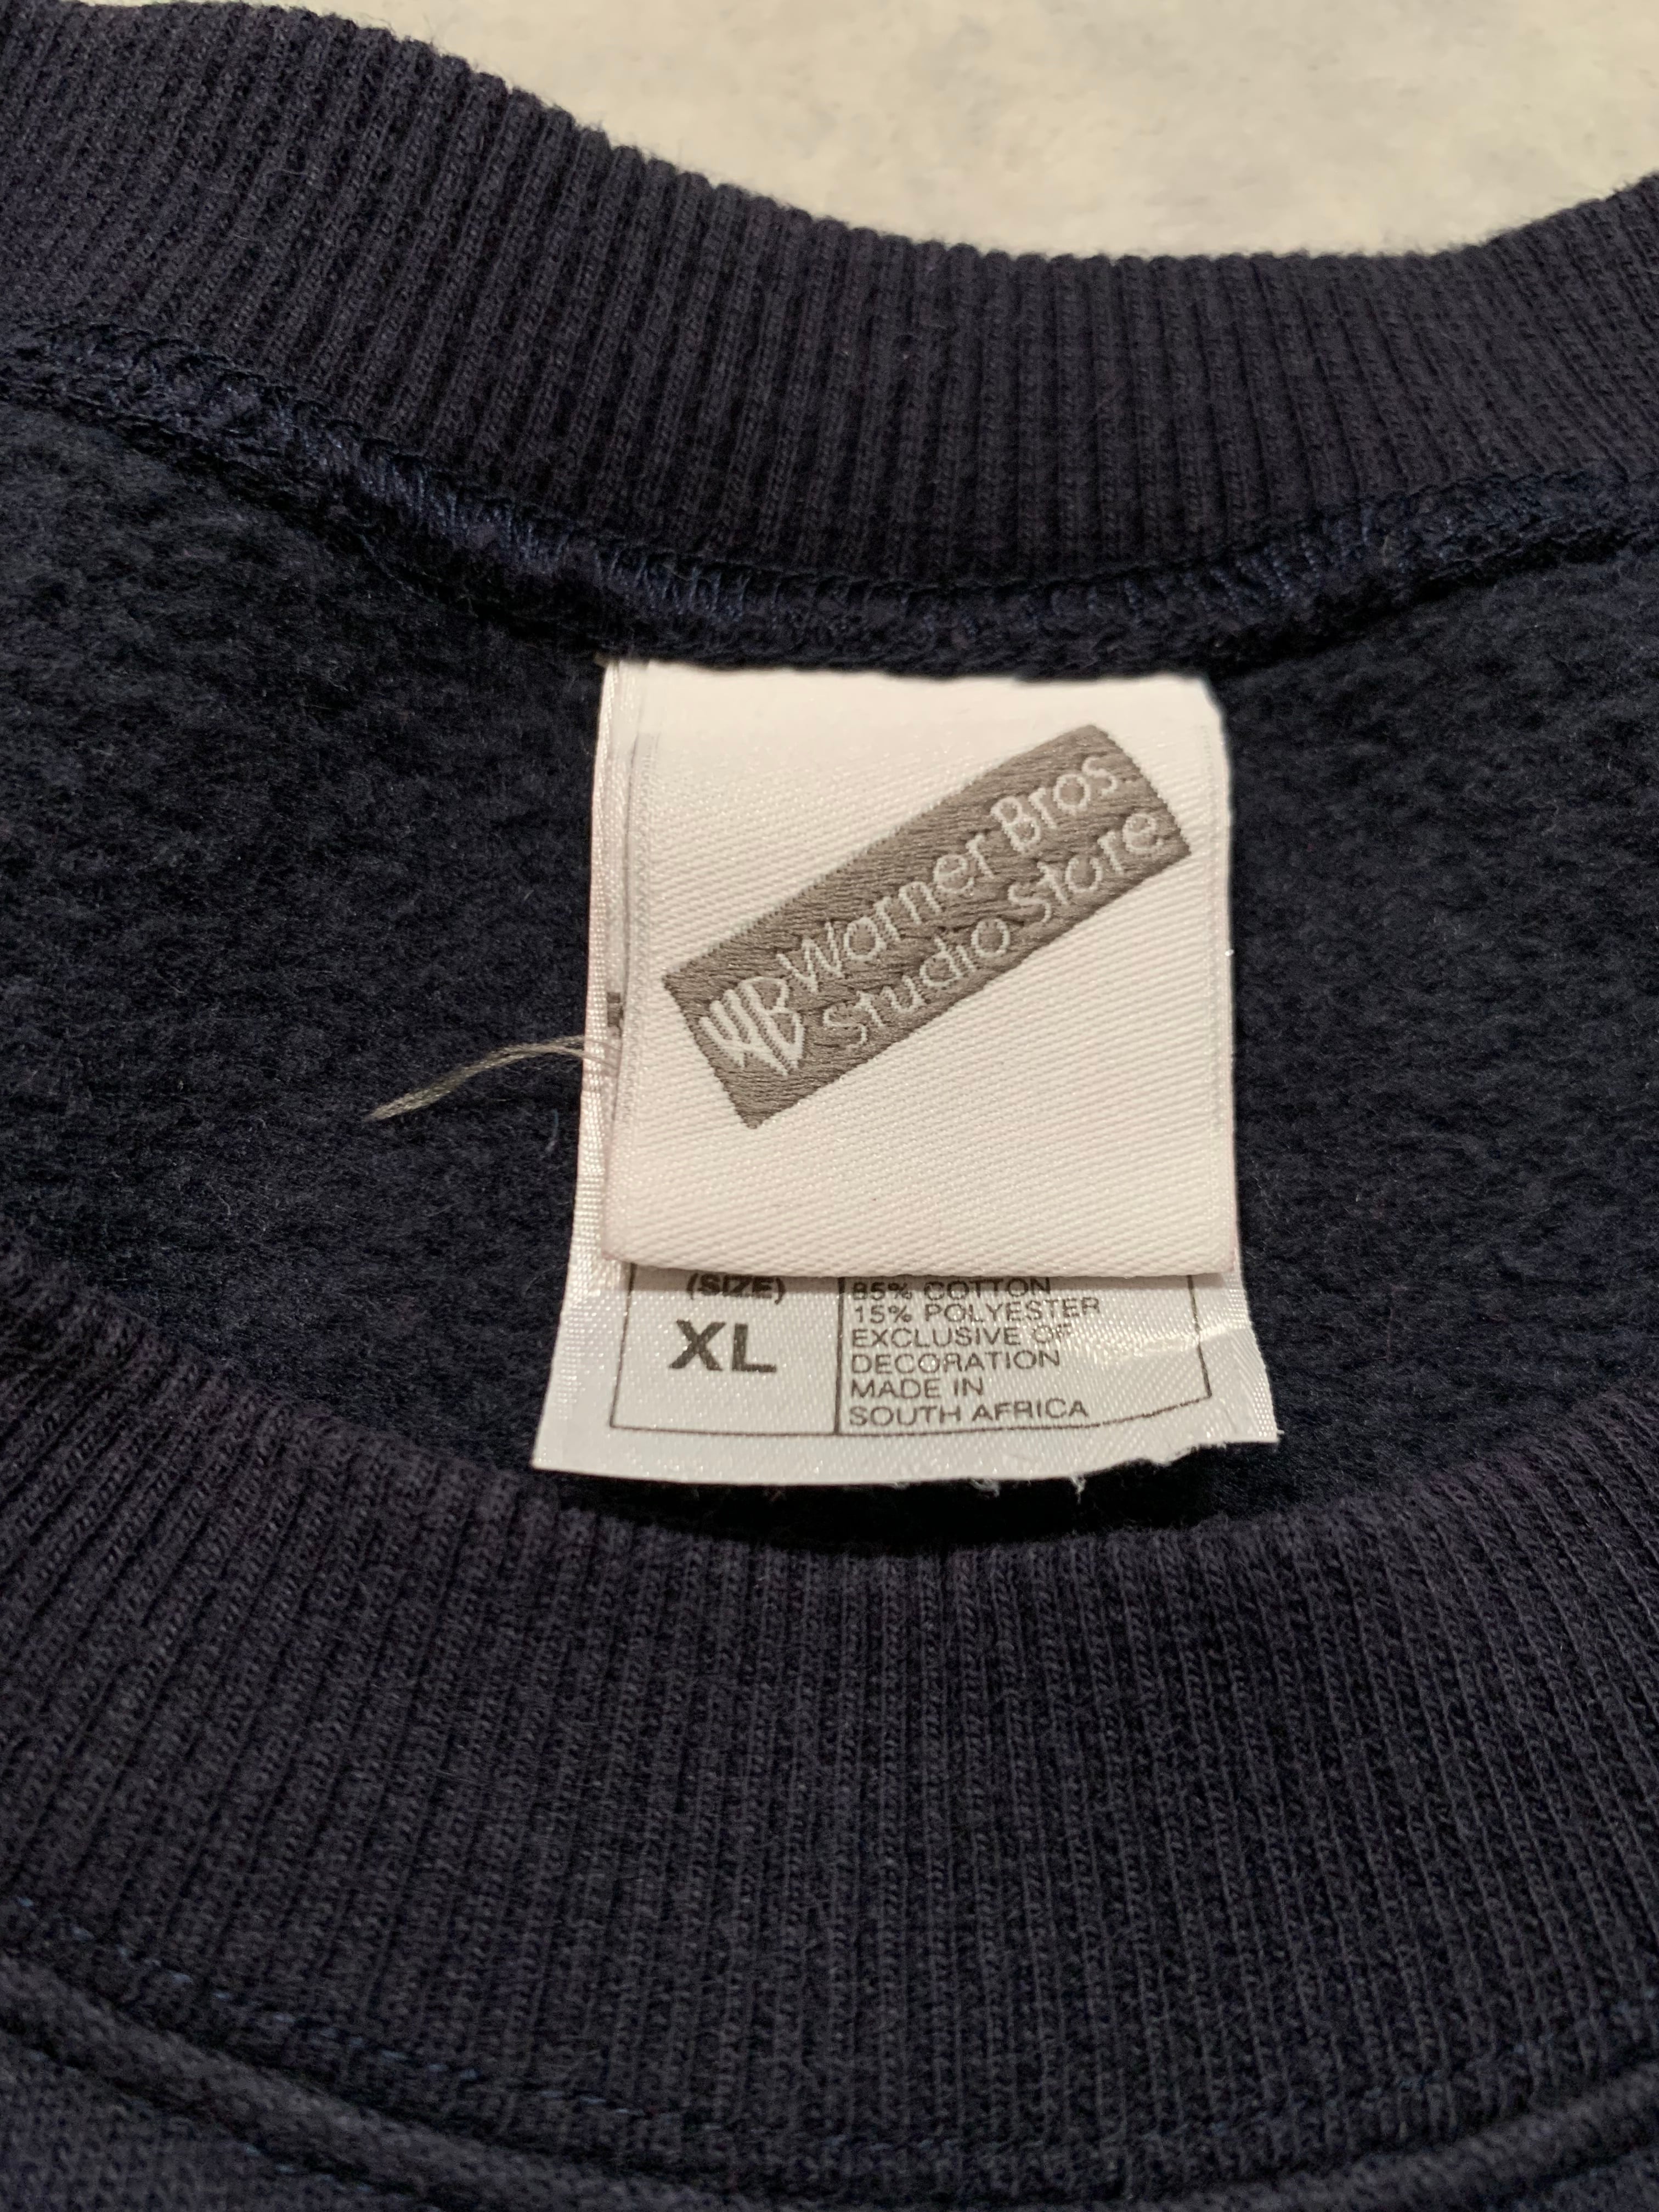 WB Warner Bros.
Studio Store
(SIZE)
XL
85% COTTON
15% POLYESTER
EXCLUSIVE OF
DECORATION
MADE IN
SOUTH AFRICA